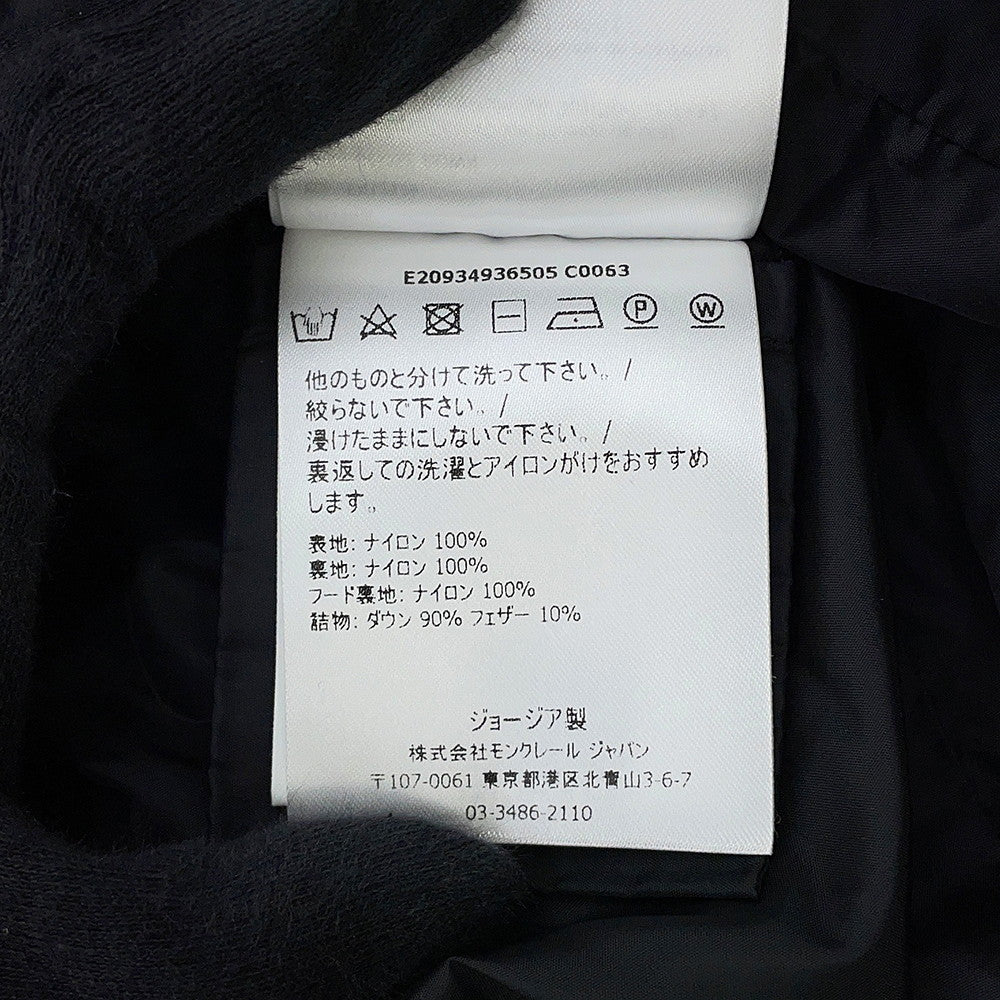 E20934936505 C0063
P W
他のものと分けて洗って下さい。/
絞らないで下さい。/
浸けたままにしないで下さい。/
裏返しての洗濯とアイロンがけをおすすめ
します。
表地: ナイロン 100%
裏地: ナイロン 100%
フード裏地: ナイロン 100%
詰物: ダウン 90% フェザー 10%
ジョージア製
株式会社モンクレール ジャパン
〒107-0061 東京都港区北青山3-6-7
03-3486-2110